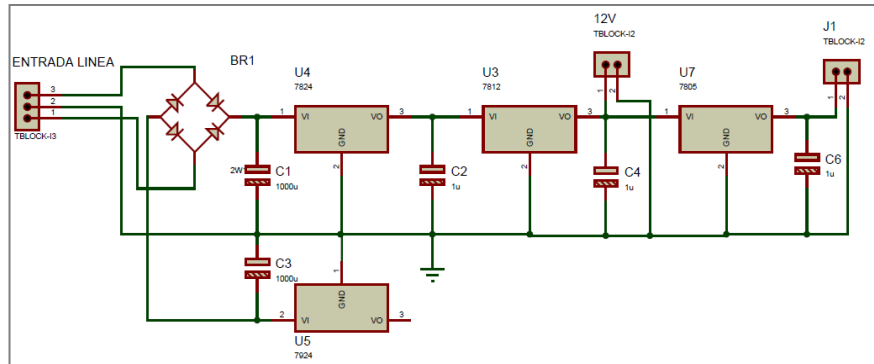 ENTRADA LINEA
3
2
1
TBLOCK-I3
BR1
2W
U4
7824
1
VI
VO
3
GND
2
C1
1000u
C2
1u
U3
7812
1
VI
VO
3
GND
2
12V
TBLOCK-I2
1
2
C4
1u
U7
7805
1
VI
VO
3
GND
2
J1
TBLOCK-I2
1
2
C6
1u
C3
1000u
1
GND
2
VI
VO
3
U5
7924